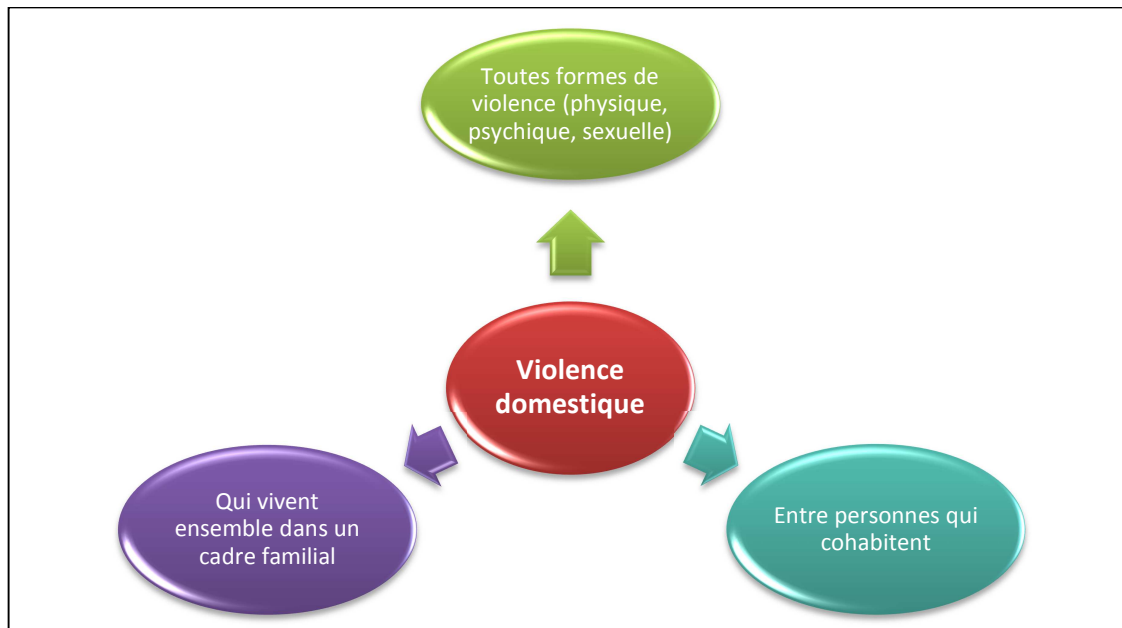 Toutes formes de
violence (physique,
psychique, sexuelle)
Violence
domestique
Qui vivent
ensemble dans un
cadre familial
Entre personnes qui
cohabitent